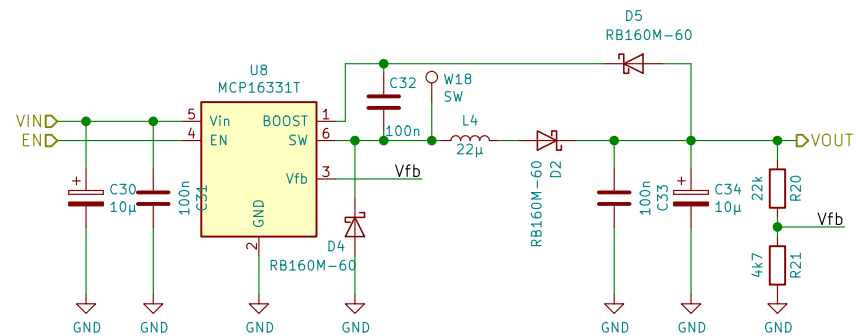 D5
RB160M-60
U8
MCP16331T
C32
100n
W18
SW
VIN
EN
5
4
Vin
EN
BOOST
SW
Vfb
GND
1
6
3
2
Vfb
L4
22µ
RB160M-60
D2
VOUT
+
C30
10µ
100n
C31
D4
RB160M-60
100n
C33
+
C34
10µ
22k
R20
Vfb
4k7
R21
GND
GND
GND
GND
GND
GND
GND